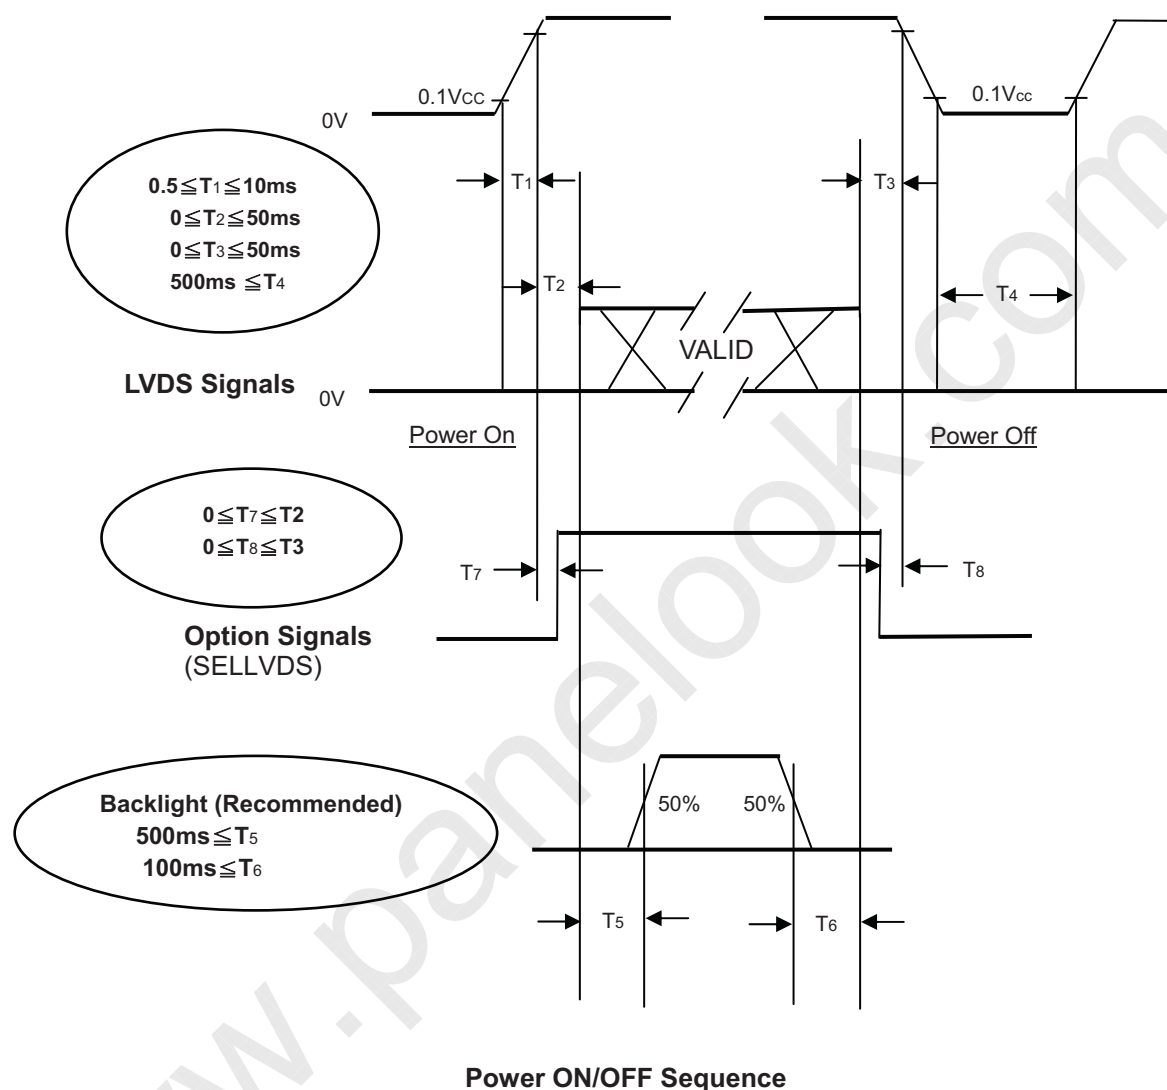 0.1VCC
0.1Vcc
0V
0.5≦T1≦10ms
0≦T2≦50ms
0≦T3≦50ms
500ms ≦T4
T1
T3
T2
T4
VALID
LVDS Signals
0V
Power On
Power Off
0≦T7≦T2
0≦T8≦T3
T7
T8
Option Signals
(SELLVDS)
Backlight (Recommended)
500ms≦T5
100ms≦T6
50%
50%
T5
T6
Power ON/OFF Sequence
www.panelook.com